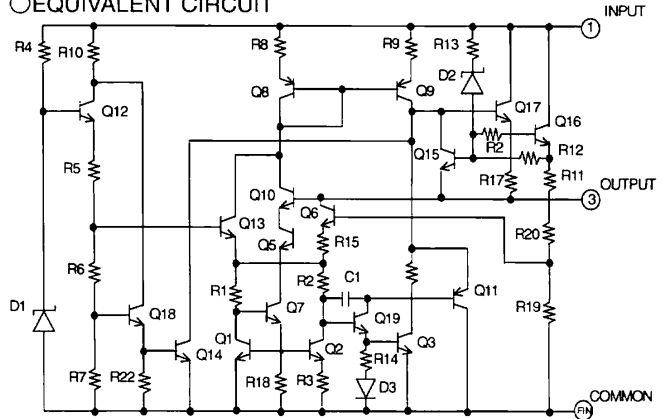 ○EQUIVALENT CIRCUIT
INPUT
1
R4
R10
R8
R9
R13
D2
Q12
Q8
Q9
Q17
Q16
R2
Q15
R12
R5
R17
R11
OUTPUT
3
Q10
Q6
Q13
Q5
R15
R20
R6
R2
C1
R1
Q11
R19
D1
Q7
Q18
Q19
Q1
Q14
Q2
R14
Q3
R7
R22
R18
R3
D3
COMMON
FIN